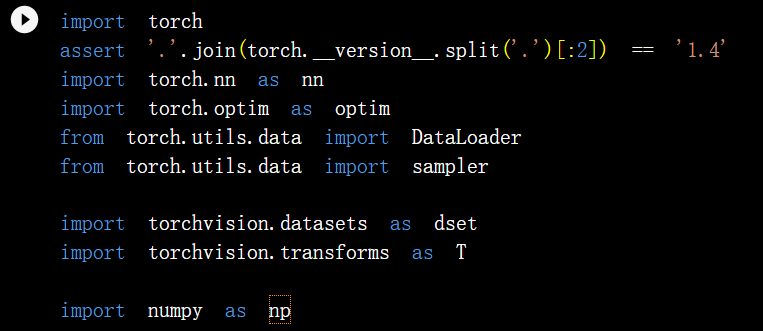 import torch
assert '.'.join(torch.__version__.split('.')[:2]) == '1.4'
import torch.nn as nn
import torch.optim as optim
from torch.utils.data import DataLoader
from torch.utils.data import sampler
import torchvision.datasets as dset
import torchvision.transforms as T
import numpy as np